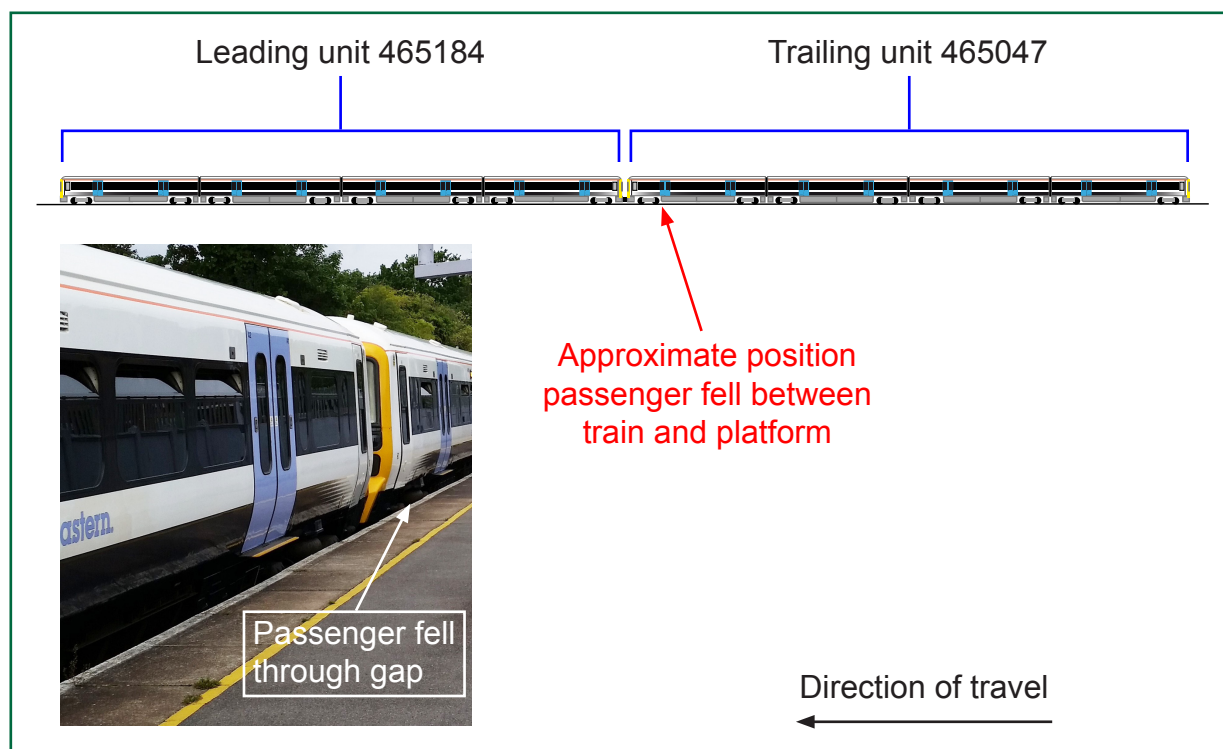 Leading unit 465184
Trailing unit 465047
Approximate position
passenger fell between
train and platform
astern.
Passenger fell
through gap
Direction of travel